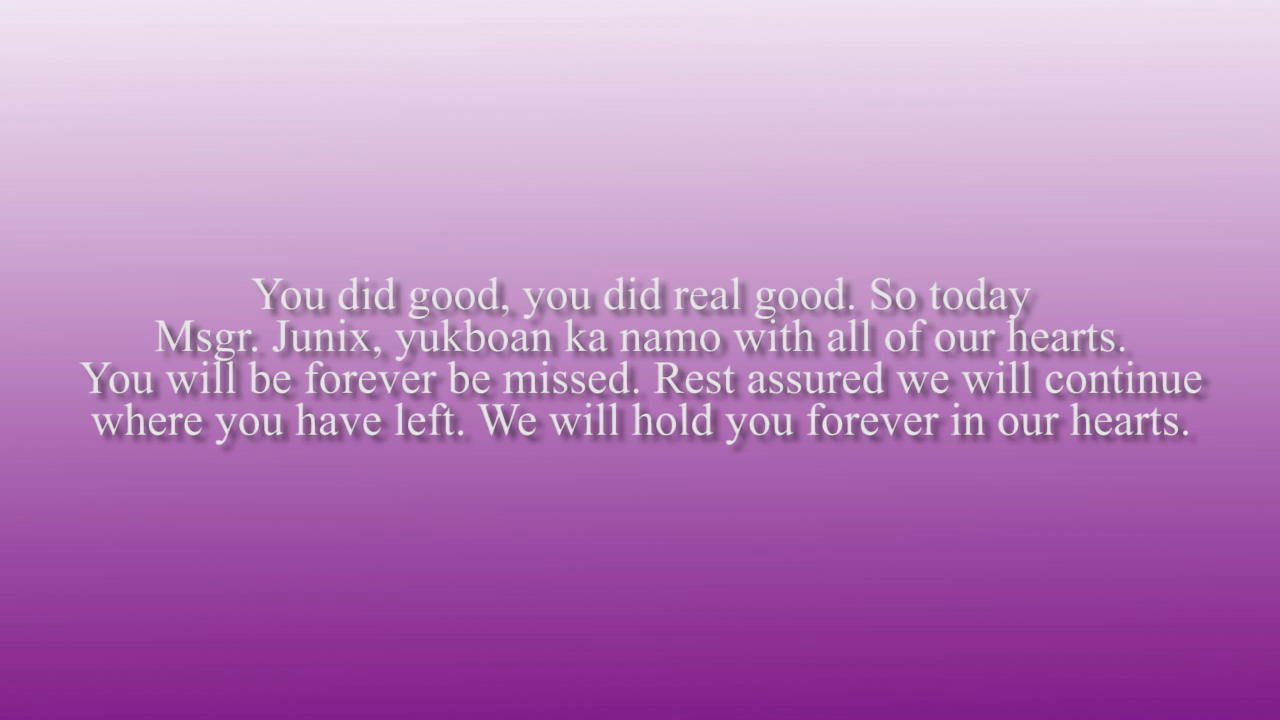 You did good, you did real good. So today
Msgr. Junix, yukboan ka namo with all of our hearts.
You will be forever be missed. Rest assured we will continue
where you have left. We will hold you forever in our hearts.